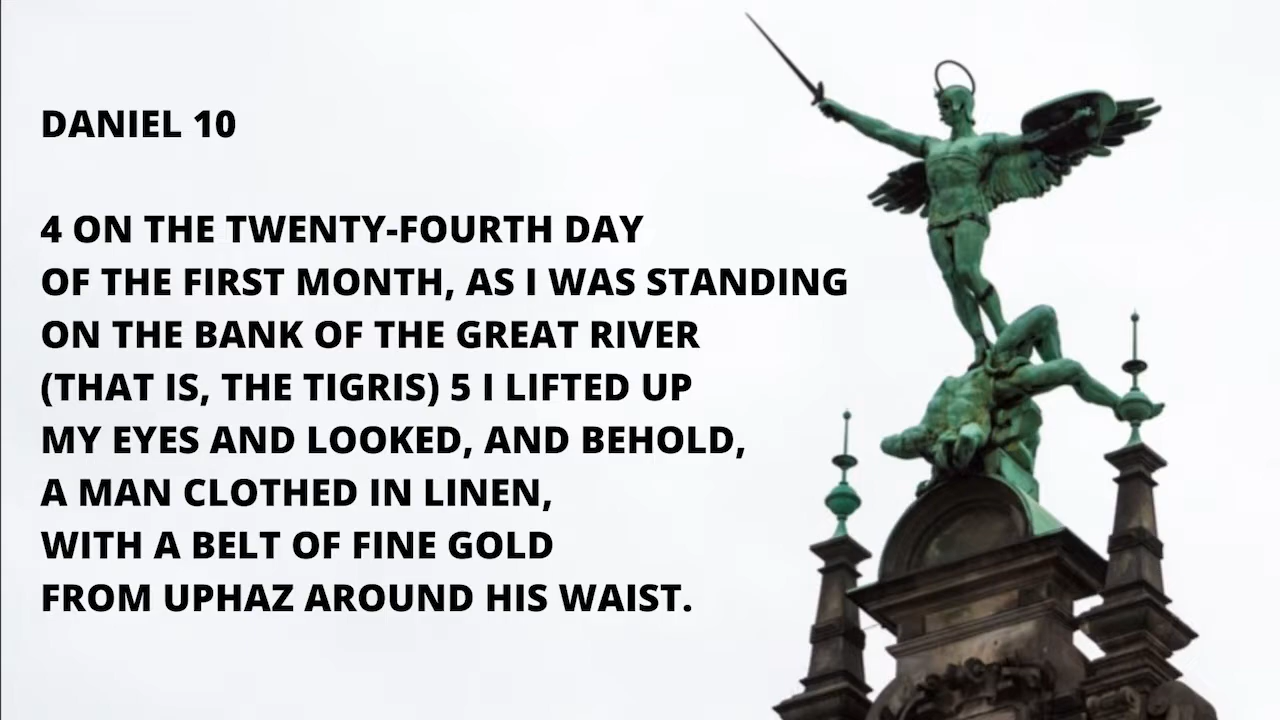 DANIEL 10
4 ON THE TWENTY-FOURTH DAY
OF THE FIRST MONTH, AS I WAS STANDING
ON THE BANK OF THE GREAT RIVER
(THAT IS, THE TIGRIS) 5 I LIFTED UP
MY EYES AND LOOKED, AND BEHOLD,
A MAN CLOTHED IN LINEN,
WITH A BELT OF FINE GOLD
FROM UPHAZ AROUND HIS WAIST.